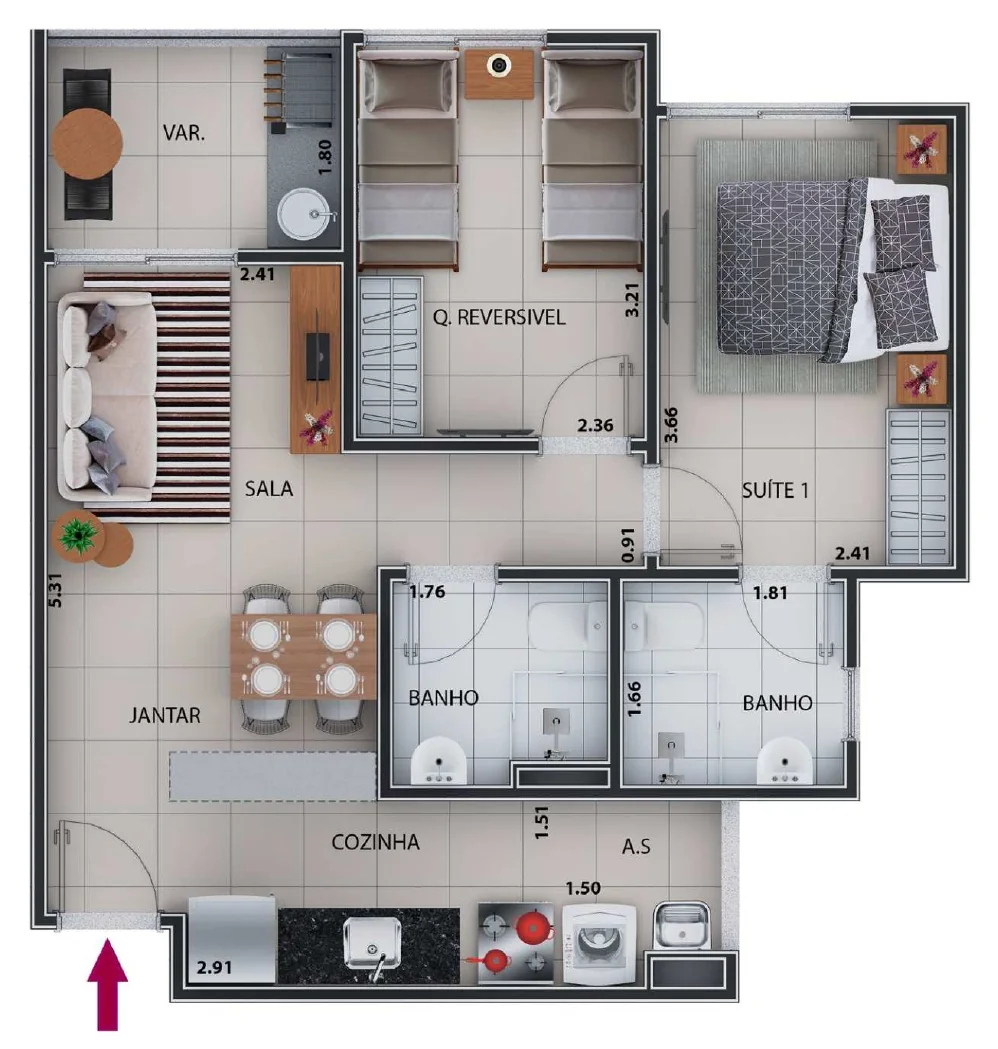 VAR.
1.80
2.41
Q. REVERSIVEL
3.21
2.36
3.66
SALA
SUÍTE 1
0.91
2.41
5.31
1.76
1.81
BANHO
1.66
BANHO
JANTAR
COZINHA
1.51
A.S
1.50
2.91